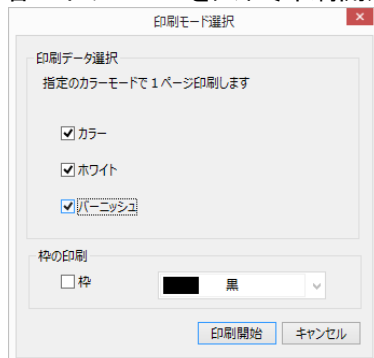 印刷モード選択
印刷データ選択
指定のカラーモードで1ページ印刷します
カラー
ホワイト
バーニッシュ
枠の印刷
枠
黒
印刷開始
キャンセル